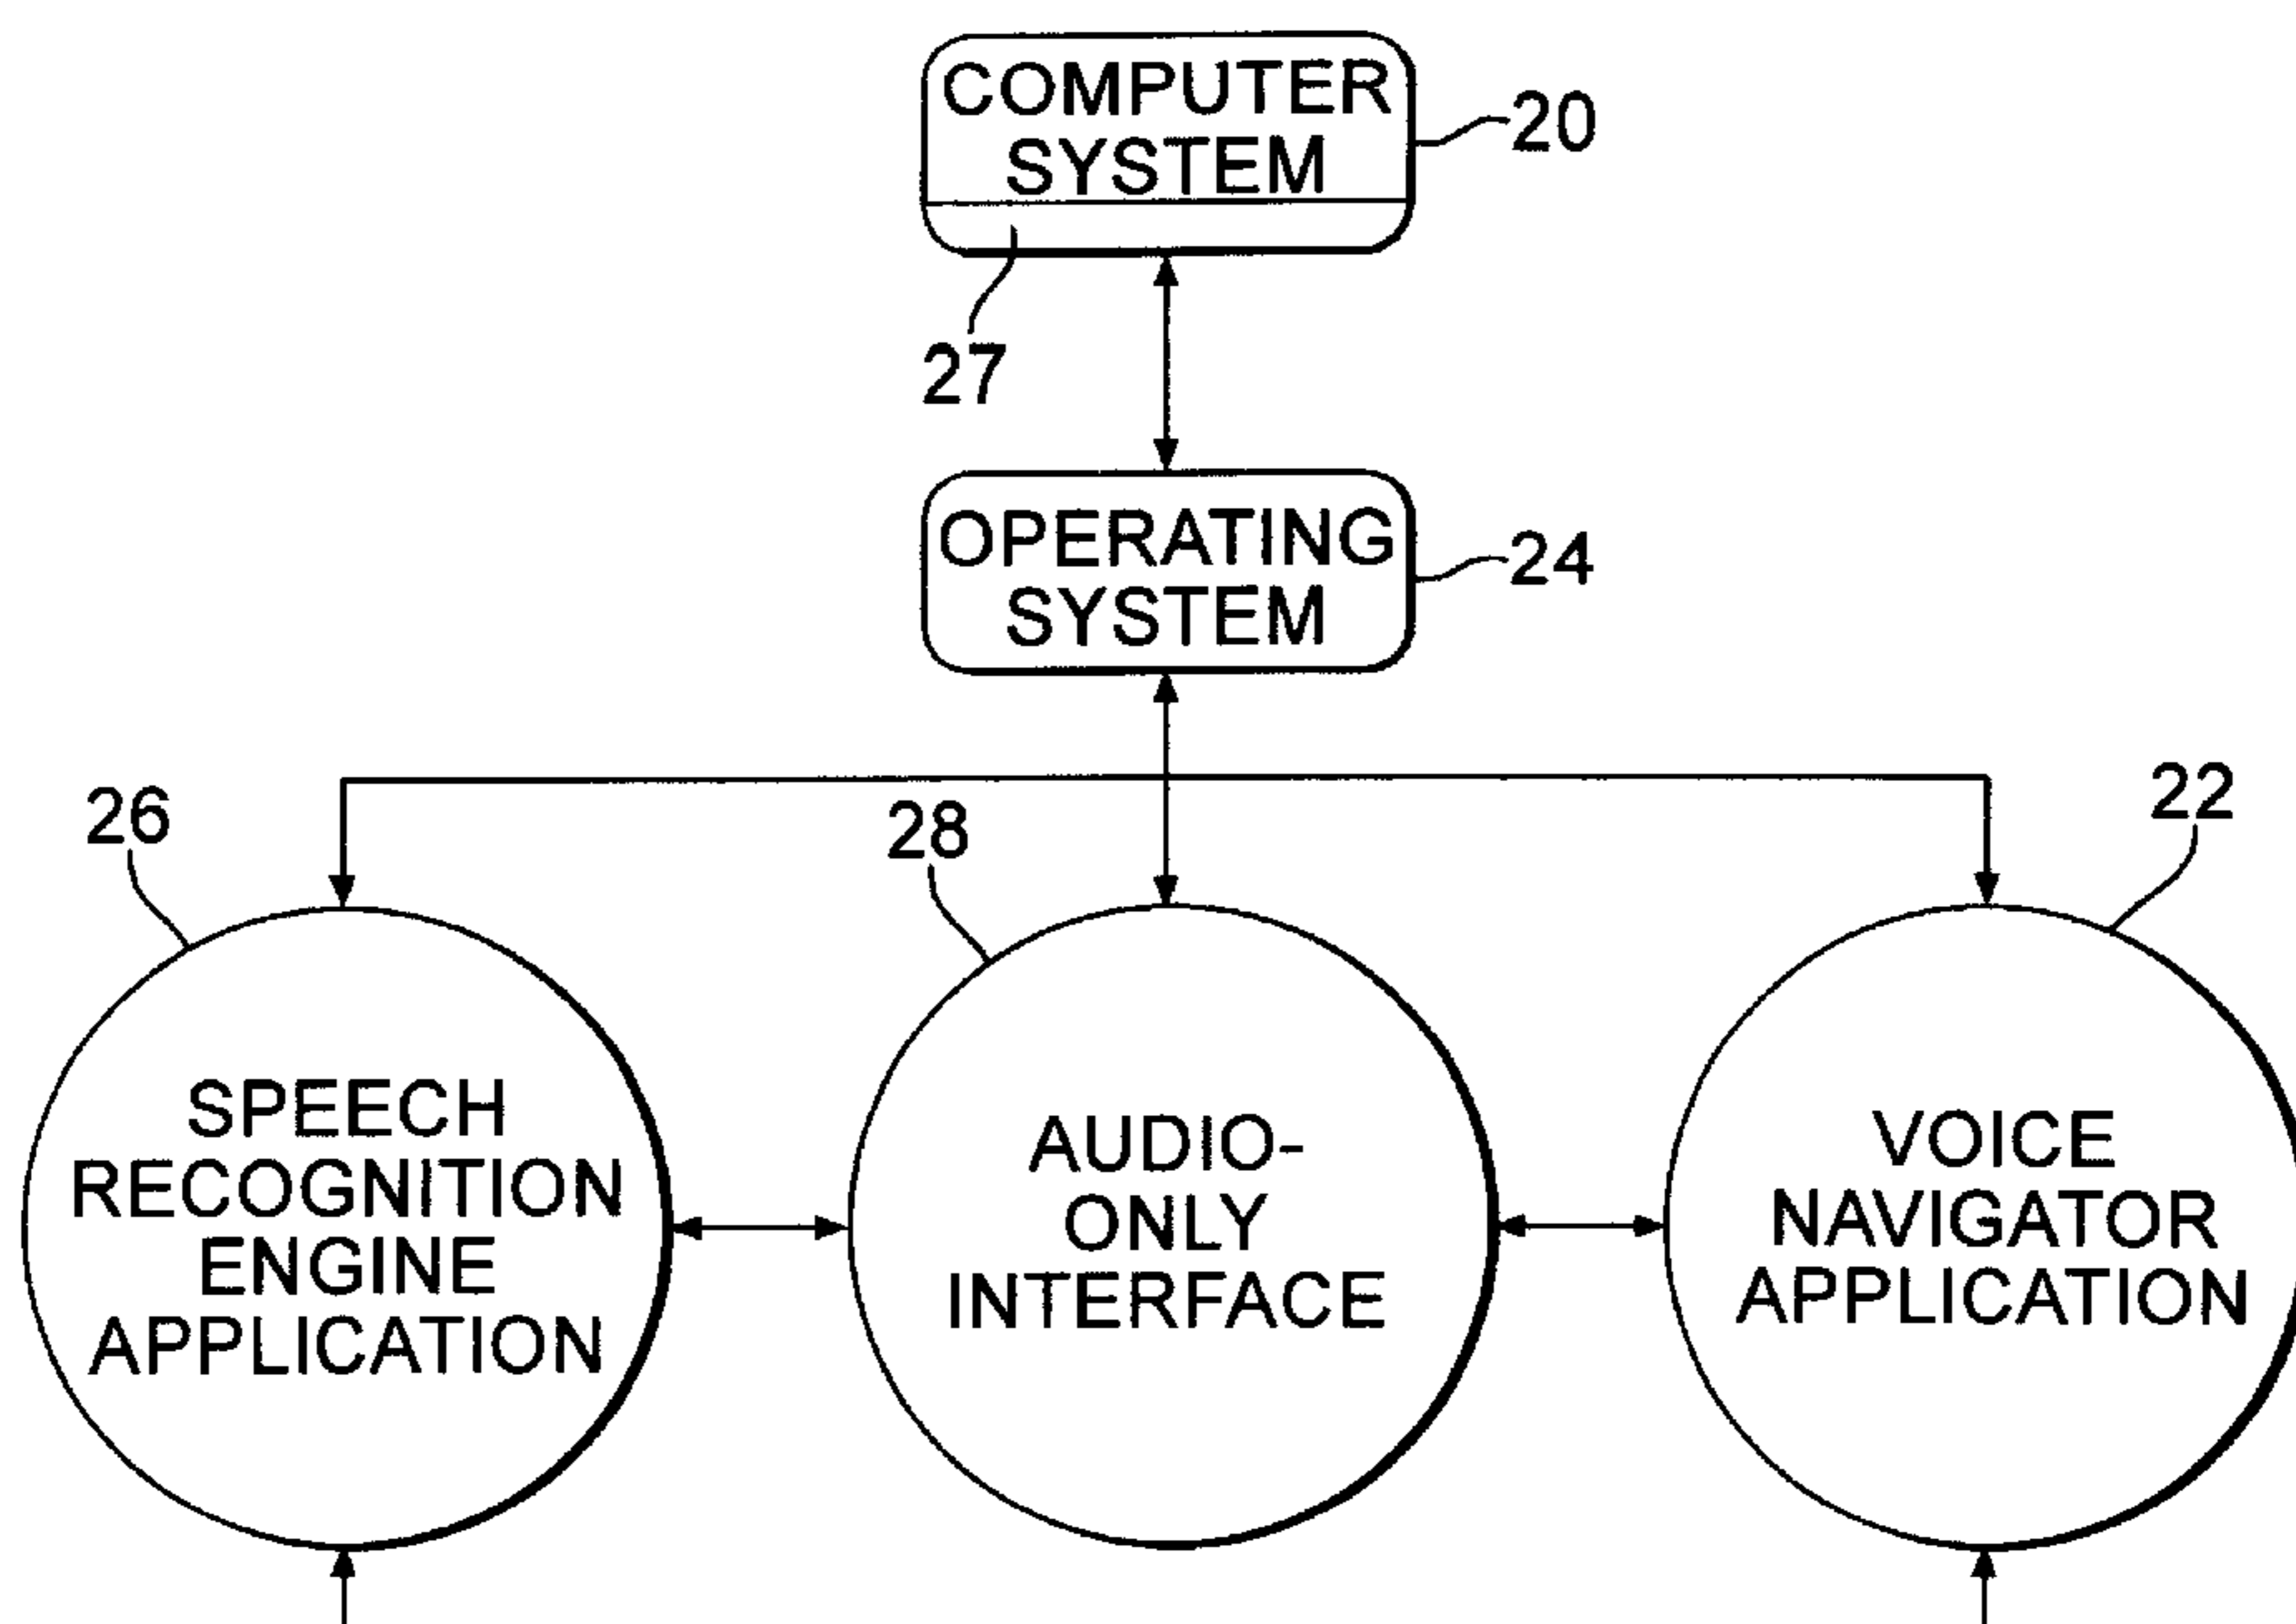 COMPUTER
SYSTEM
20
27
OPERATING
SYSTEM
24
26
28
22
SPEECH
RECOGNITION
ENGINE
APPLICATION
AUDIO-
ONLY
INTERFACE
VOICE
NAVIGATOR
APPLICATION